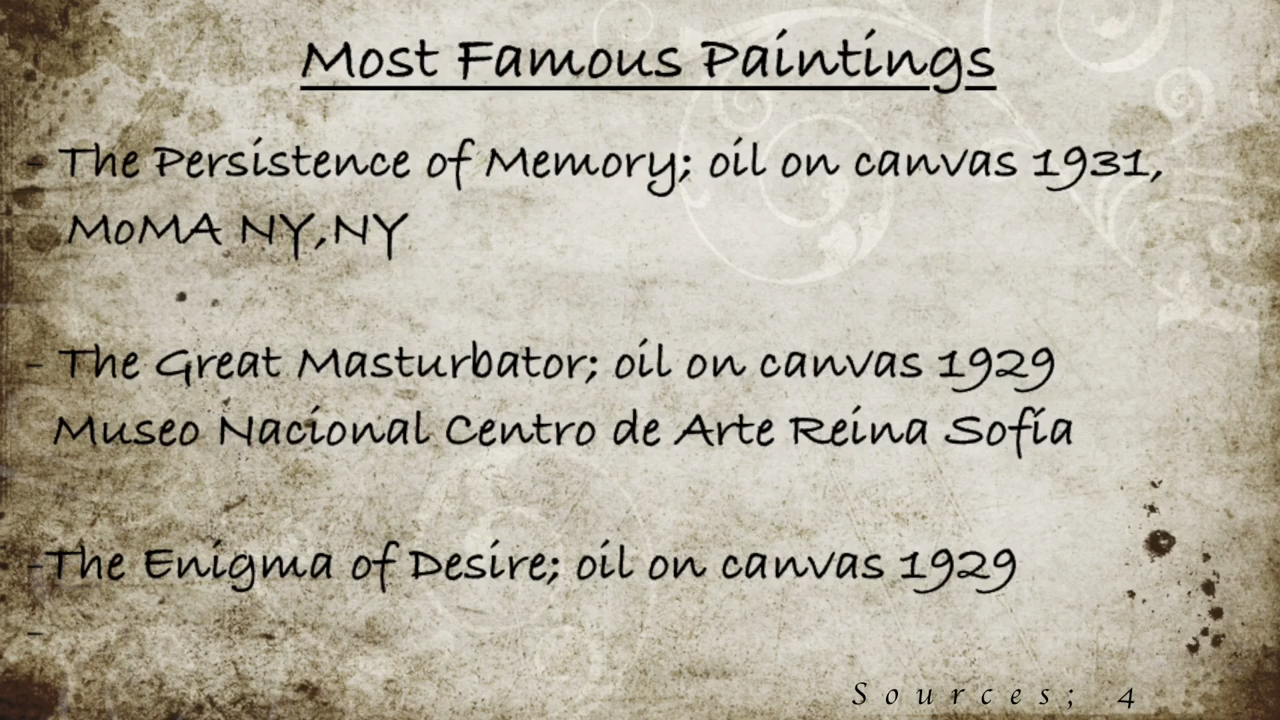 Most Famous Paintings
- The Persistence of Memory; oil on canvas 1931,
MoMA NY,NY
- The Great Masturbator; oil on canvas 1929
Museo Nacional Centro de Arte Reina Sofía
-The Enigma of Desire; oil on canvas 1929
-
Sources; 4